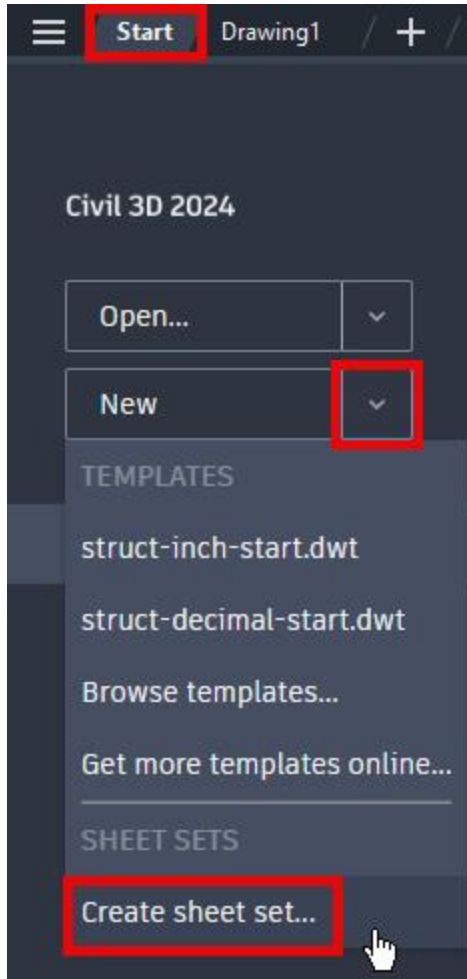 Start Drawing1
Civil 3D 2024
Open...
New
TEMPLATES
struct-inch-start.dwt
struct-decimal-start.dwt
Browse templates...
Get more templates online...
SHEET SETS
Create sheet set...